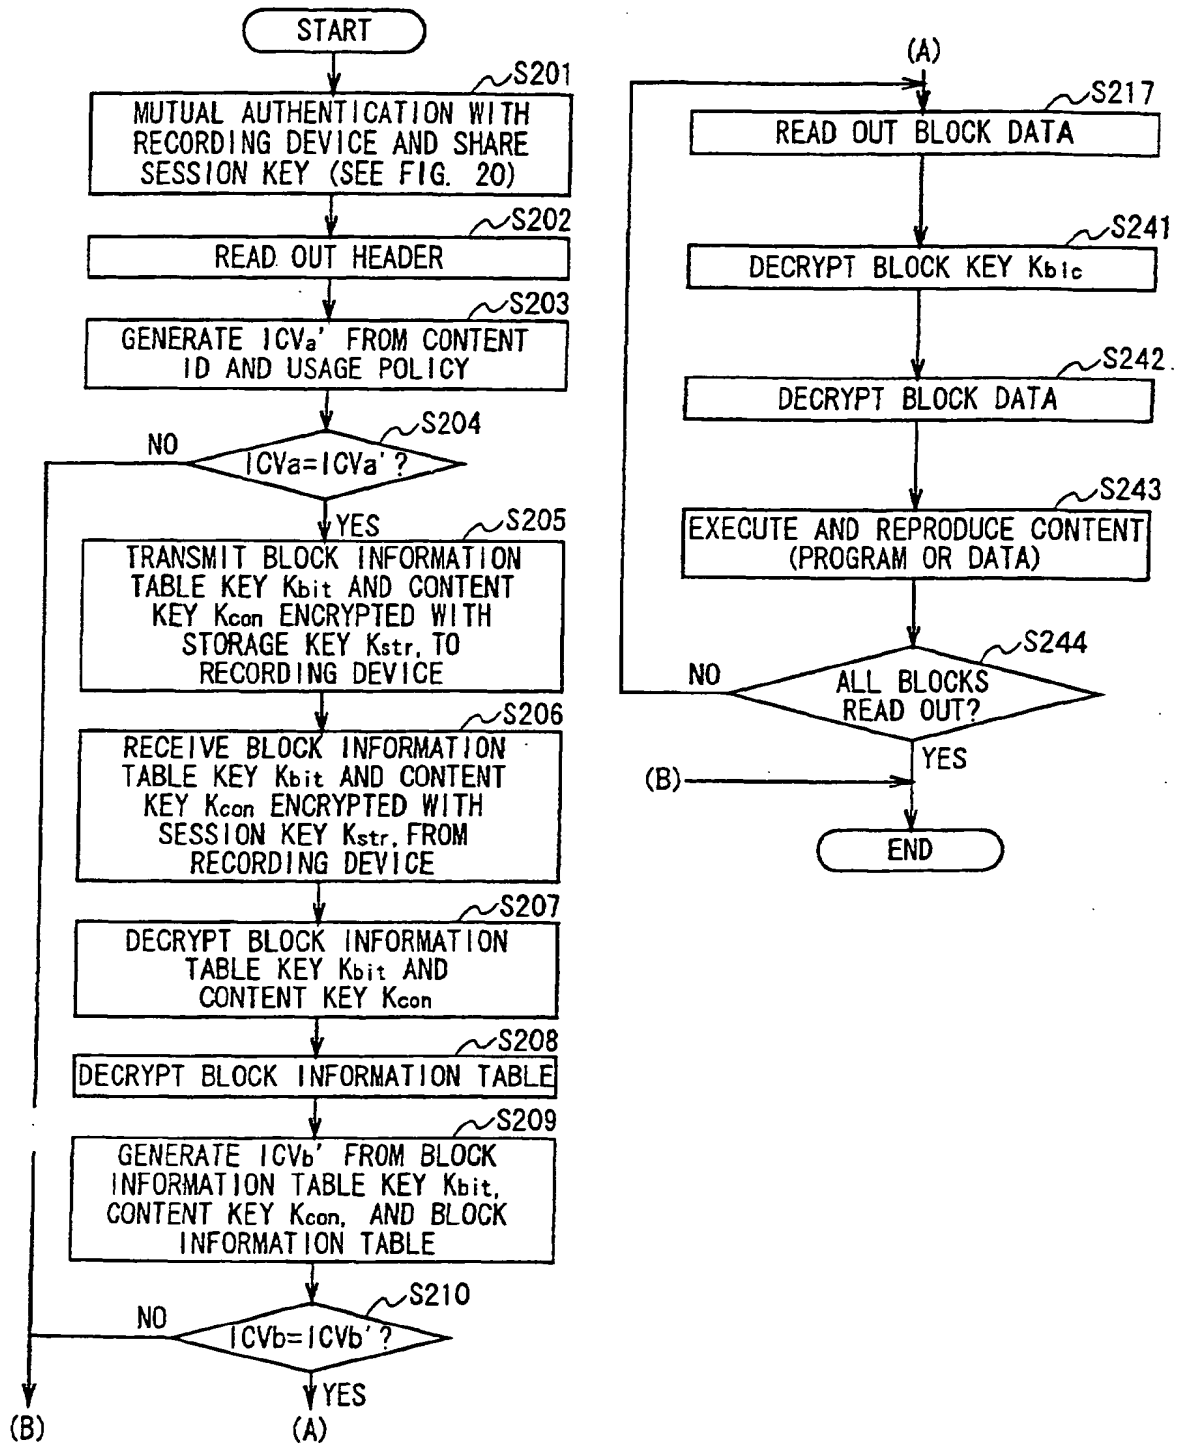 START
S201
MUTUAL AUTHENTICATION WITH
RECORDING DEVICE AND SHARE
SESSION KEY (SEE FIG. 20)
S202
READ OUT HEADER
S203
GENERATE ICVa' FROM CONTENT
ID AND USAGE POLICY
S204
NO
ICVa=ICVa'?
YES
S205
TRANSMIT BLOCK INFORMATION
TABLE KEY Kbit AND CONTENT
KEY Kcon ENCRYPTED WITH
STORAGE KEY Kstr, TO
RECORDING DEVICE
S206
RECEIVE BLOCK INFORMATION
TABLE KEY Kbit AND CONTENT
KEY Kcon ENCRYPTED WITH
SESSION KEY Kstr, FROM
RECORDING DEVICE
S207
DECRYPT BLOCK INFORMATION
TABLE KEY Kbit AND
CONTENT KEY Kcon
S208
DECRYPT BLOCK INFORMATION TABLE
S209
GENERATE ICVb' FROM BLOCK
INFORMATION TABLE KEY Kbit,
CONTENT KEY Kcon, AND BLOCK
INFORMATION TABLE
S210
NO
ICVb=ICVb'?
YES
(B)
(A)
(A)
S217
READ OUT BLOCK DATA
S241
DECRYPT BLOCK KEY Kblc
S242
DECRYPT BLOCK DATA
S243
EXECUTE AND REPRODUCE CONTENT
(PROGRAM OR DATA)
S244
NO
ALL BLOCKS
READ OUT?
YES
(B)
END